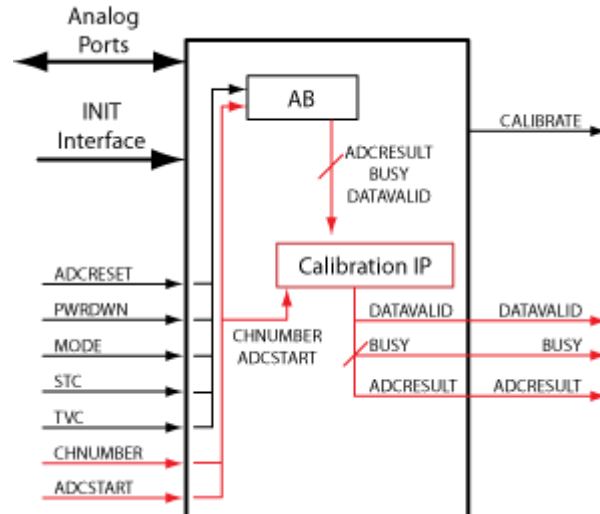 Analog
Ports
INIT
Interface
AB
CALIBRATE
ADCRESULT
BUSY
DATAVALID
Calibration IP
ADCRESET
PWRDWN
MODE
STC
TVC
CHNUMBER
ADCSTART
CHNUMBER
ADCSTART
DATAVALID
BUSY
ADCRESULT
DATAVALID
BUSY
ADCRESULT